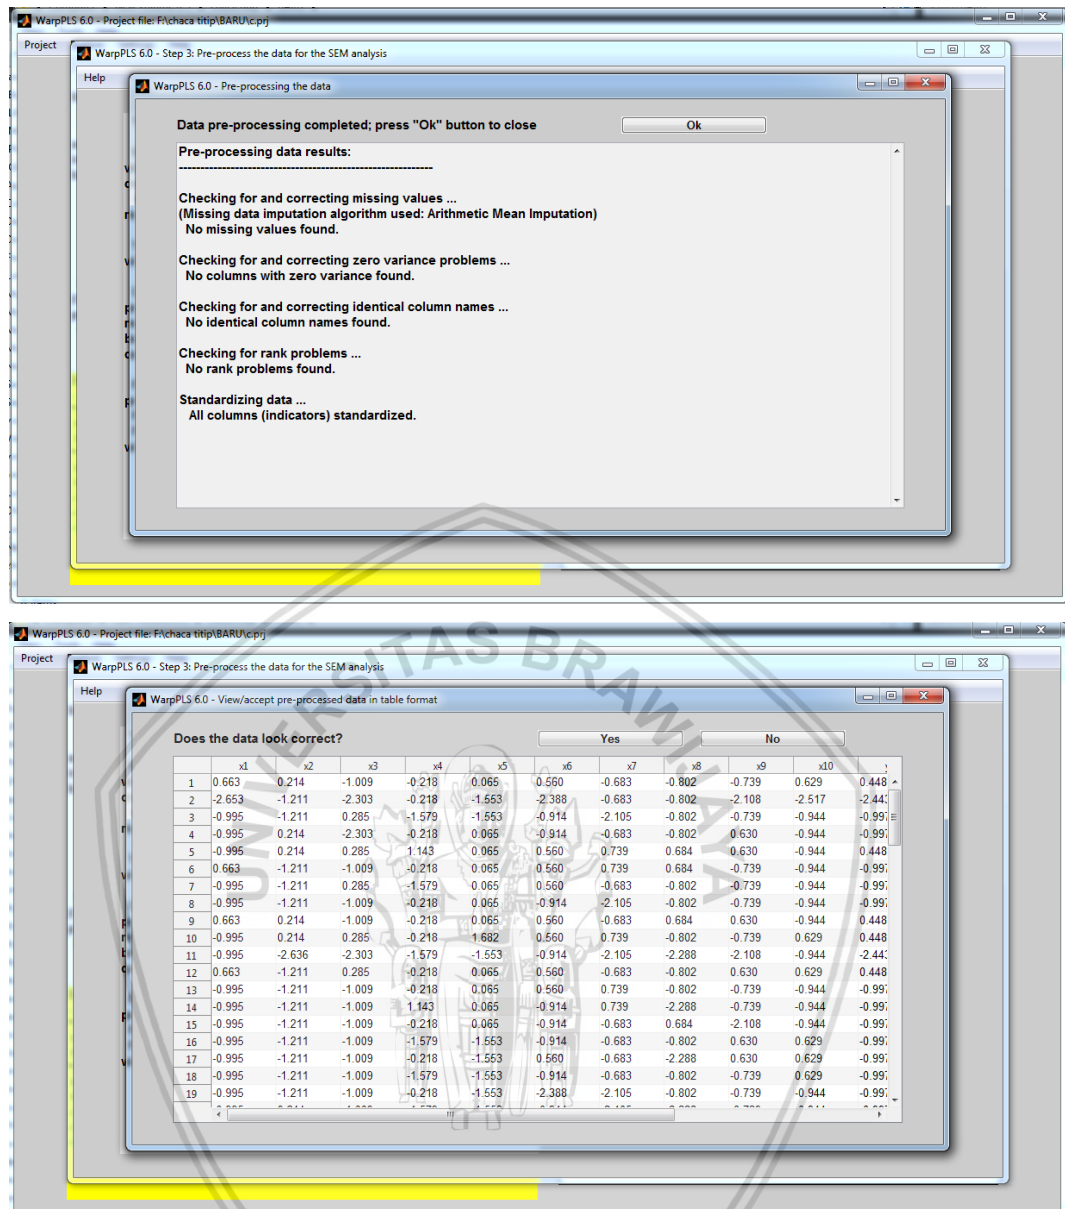 WarpPLS 6.0 - Project file: F:\chaca titip\BARU\c.prj
Project
WarpPLS 6.0 - Step 3: Pre-process the data for the SEM analysis
Help
WarpPLS 6.0 - Pre-processing the data
Data pre-processing completed; press "Ok" button to close Ok
Pre-processing data results:
Checking for and correcting missing values ...
(Missing data imputation algorithm used: Arithmetic Mean Imputation)
No missing values found.
Checking for and correcting zero variance problems ...
No columns with zero variance found.
Checking for and correcting identical column names ...
No identical column names found.
Checking for rank problems ...
No rank problems found.
Standardizing data ...
All columns (indicators) standardized.
WarpPLS 6.0 - Project file: F:\chaca titip\BARU\c.prj
Project
WarpPLS 6.0 - Step 3: Pre-process the data for the SEM analysis
Help
WarpPLS 6.0 - View/accept pre-processed data in table format
Does the data look correct? Yes No
x1 x2 x3 x4 x5 x6 x7 x8 x9 x10
1 0.663 0.214 -1.009 -0.218 0.065 0.560 -0.683 -0.802 -0.739 0.629 0.448
2 -2.653 -1.211 -2.303 -0.218 -1.553 -2.388 -0.683 -0.802 -2.108 -2.517 -2.443
3 -0.995 -1.211 0.285 -1.579 -1.553 -0.914 -2.105 -0.802 -0.739 -0.944 -0.997
4 -0.995 0.214 -2.303 -0.218 0.065 -0.914 -0.683 -0.802 0.630 -0.944 -0.997
5 -0.995 0.214 0.285 1.143 0.065 0.560 0.739 0.684 0.630 -0.944 0.448
6 0.663 -1.211 -1.009 -0.218 0.065 0.560 0.739 0.684 -0.739 -0.944 -0.997
7 -0.995 -1.211 0.285 -1.579 0.065 0.560 -0.683 -0.802 -0.739 -0.944 -0.997
8 -0.995 -1.211 -1.009 -0.218 0.065 -0.914 -2.105 -0.802 -0.739 -0.944 -0.997
9 0.663 0.214 -1.009 -0.218 0.065 0.560 -0.683 0.684 0.630 -0.944 0.448
10 -0.995 0.214 0.285 -0.218 1.682 0.560 0.739 -0.802 -0.739 0.629 0.448
11 -0.995 -2.636 -2.303 -1.579 -1.553 -0.914 -2.105 -2.288 -2.108 -0.944 -2.443
12 0.663 -1.211 0.285 -0.218 0.065 0.560 -0.683 -0.802 0.630 0.629 0.448
13 -0.995 -1.211 -1.009 -0.218 0.065 0.560 0.739 -0.802 -0.739 -0.944 -0.997
14 -0.995 -1.211 -1.009 1.143 0.065 -0.914 0.739 -2.288 -0.739 -0.944 -0.997
15 -0.995 -1.211 -1.009 -0.218 0.065 -0.914 -0.683 0.684 -2.108 -0.944 -0.997
16 -0.995 -1.211 -1.009 -1.579 -1.553 -0.914 -0.683 -0.802 0.630 0.629 -0.997
17 -0.995 -1.211 -1.009 -0.218 -1.553 0.560 -0.683 -2.288 0.630 0.629 -0.997
18 -0.995 -1.211 -1.009 -1.579 -1.553 -0.914 -0.683 -0.802 -0.739 0.629 -0.997
19 -0.995 -1.211 -1.009 -0.218 -1.553 -2.388 -2.105 -0.802 -0.739 -0.944 -0.997
UNIVERSITAS BRAWIJAYA